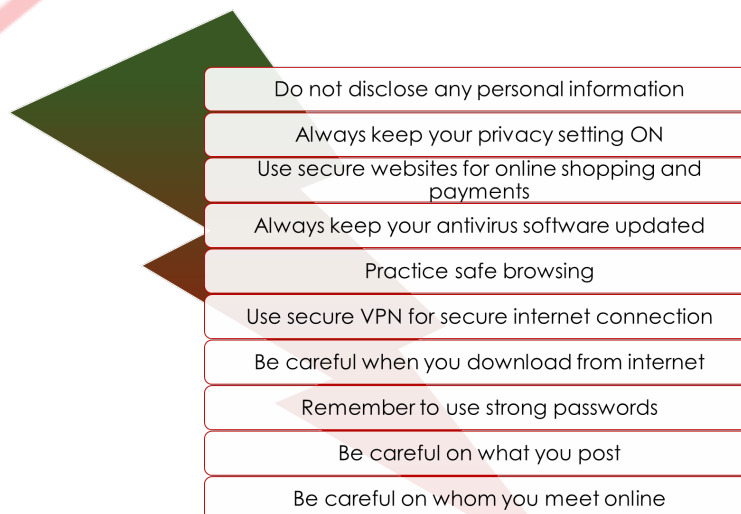 Do not disclose any personal information
Always keep your privacy setting ON
Use secure websites for online shopping and
payments
Always keep your antivirus software updated
Practice safe browsing
Use secure VPN for secure internet connection
Be careful when you download from internet
Remember to use strong passwords
Be careful on what you post
Be careful on whom you meet online